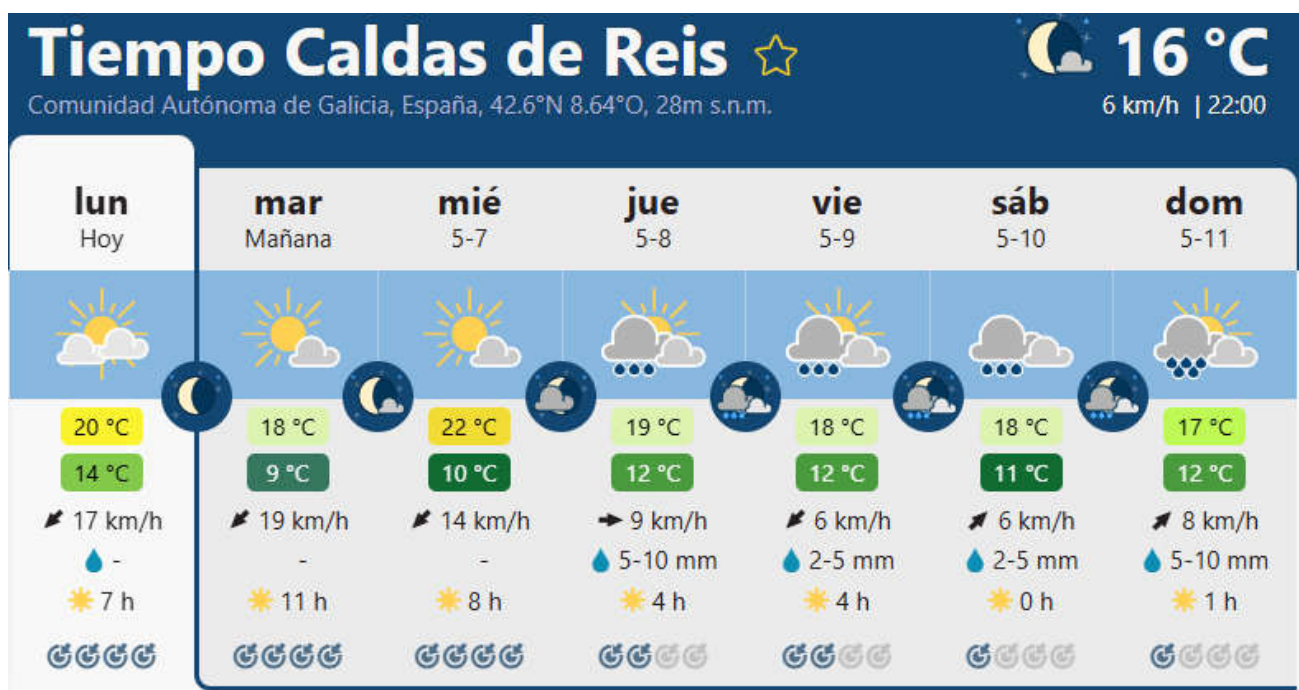 Tiempo Caldas de Reis
16 °C
Comunidad Autónoma de Galicia, España, 42.6°N 8.64°O, 28m s.n.m.
6 km/h | 22:00
lun mar mié jue vie sáb dom
Hoy Mañana 5-7 5-8 5-9 5-10 5-11
20 °C 18 °C 22 °C 19 °C 18 °C 18 °C 17 °C
14 °C 9 °C 10 °C 12 °C 12 °C 11 °C 12 °C
17 km/h 19 km/h 14 km/h 9 km/h 6 km/h 6 km/h 8 km/h
- - - 5-10 mm 2-5 mm 2-5 mm 5-10 mm
7 h 11 h 8 h 4 h 4 h 0 h 1 h